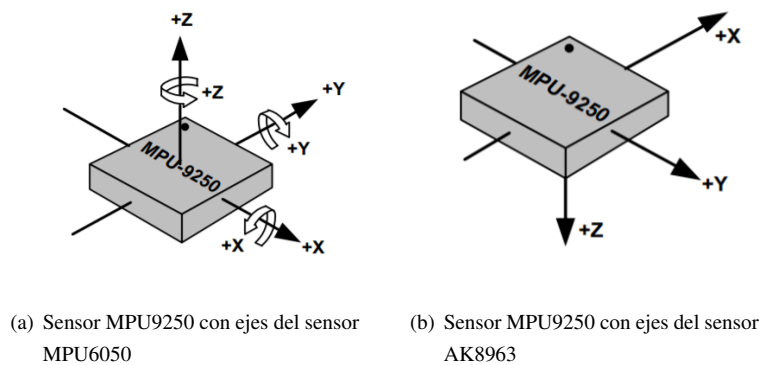 +Z
+Z
+Y
+Y
MPU-9250
+X
+X
+X
MPU-9250
+Y
+Z
(a) Sensor MPU9250 con ejes del sensor
MPU6050
(b) Sensor MPU9250 con ejes del sensor
AK8963